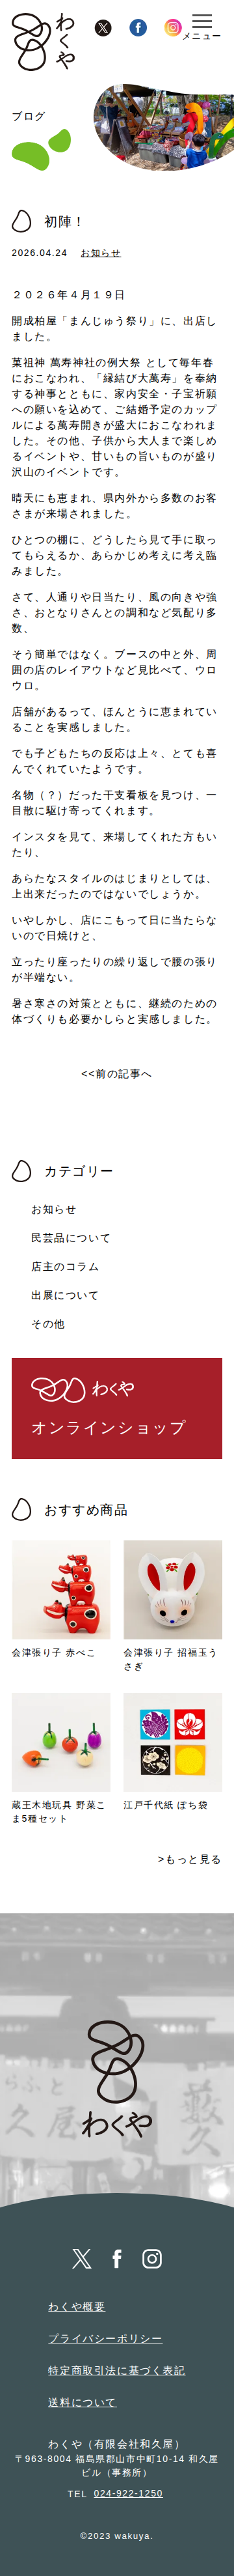 わくや
メニュー
ブログ
初陣！
2026.04.24 お知らせ
２０２６年４月１９日
開成柏屋「まんじゅう祭り」に、出店し
ました。
菓祖神 萬寿神社の例大祭 として毎年春
におこなわれ、「縁結び大萬寿」を奉納
する神事とともに、家内安全・子宝祈願
への願いを込めて、ご結婚予定のカップ
ルによる萬寿開きが盛大におこなわれま
した。その他、子供から大人まで楽しめ
るイベントや、甘いもの旨いものが盛り
沢山のイベントです。
晴天にも恵まれ、県内外から多数のお客
さまが来場されました。
ひとつの棚に、どうしたら見て手に取っ
てもらえるか、あらかじめ考えに考え臨
みました。
さて、人通りや日当たり、風の向きや強
さ、おとなりさんとの調和など気配り多
数、
そう簡単ではなく。ブースの中と外、周
囲の店のレイアウトなど見比べて、ウロ
ウロ。
店舗があるって、ほんとうに恵まれてい
ることを実感しました。
でも子どもたちの反応は上々、とても喜
んでくれていたようです。
名物（？）だった干支看板を見つけ、一
目散に駆け寄ってくれます。
インスタを見て、来場してくれた方もい
たり、
あらたなスタイルのはじまりとしては、
上出来だったのではないでしょうか。
いやしかし、店にこもって日に当たらな
いので日焼けと、
立ったり座ったりの繰り返しで腰の張り
が半端ない。
暑さ寒さの対策とともに、継続のための
体づくりも必要かしらと実感しました。
<<前の記事へ
カテゴリー
お知らせ
民芸品について
店主のコラム
出展について
その他
わくや
オンラインショップ
おすすめ商品
会津張り子 赤べこ
会津張り子 招福玉う
さぎ
蔵王木地玩具 野菜こ
ま5種セット
江戸千代紙 ぽち袋
>もっと見る
わくや
わくや概要
プライバシーポリシー
特定商取引法に基づく表記
送料について
わくや（有限会社和久屋）
〒963-8004 福島県郡山市中町10-14 和久屋
ビル（事務所）
TEL 024-922-1250
©2023 wakuya.